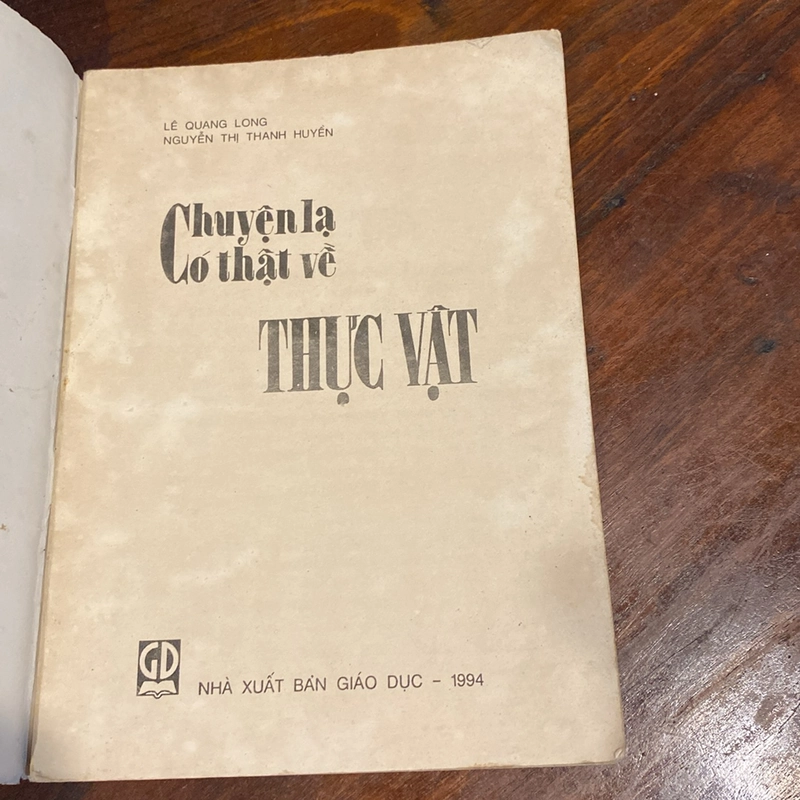 LÊ QUANG LONG
NGUYỄN THỊ THANH HUYỀN
Chuyện lạ
Có thật về
THỰC VẬT
GD
NHÀ XUẤT BẢN GIÁO DỤC – 1994